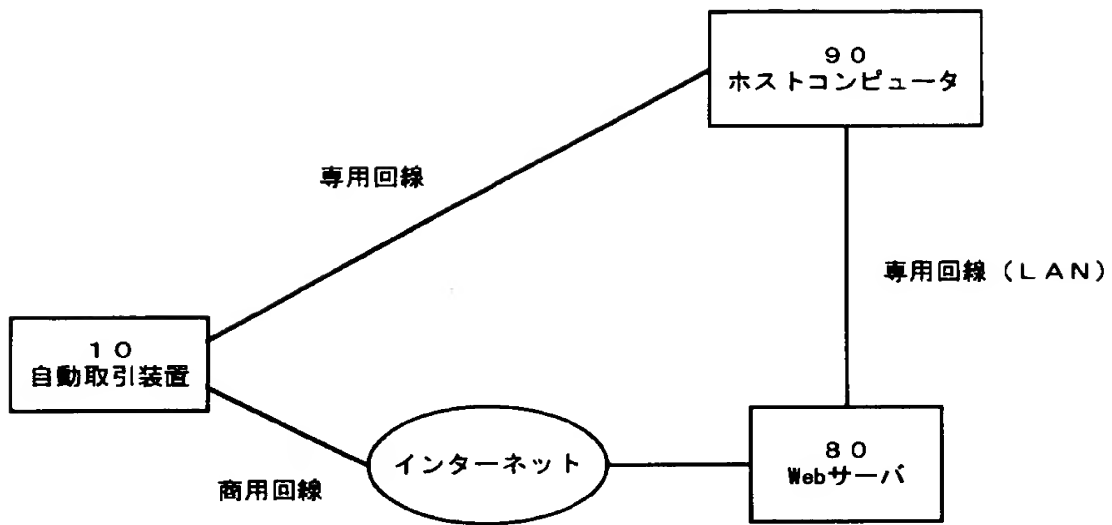 ９０
ホストコンピュータ
専用回線
専用回線（ＬＡＮ）
１０
自動取引装置
インターネット
８０
Webサーバ
商用回線